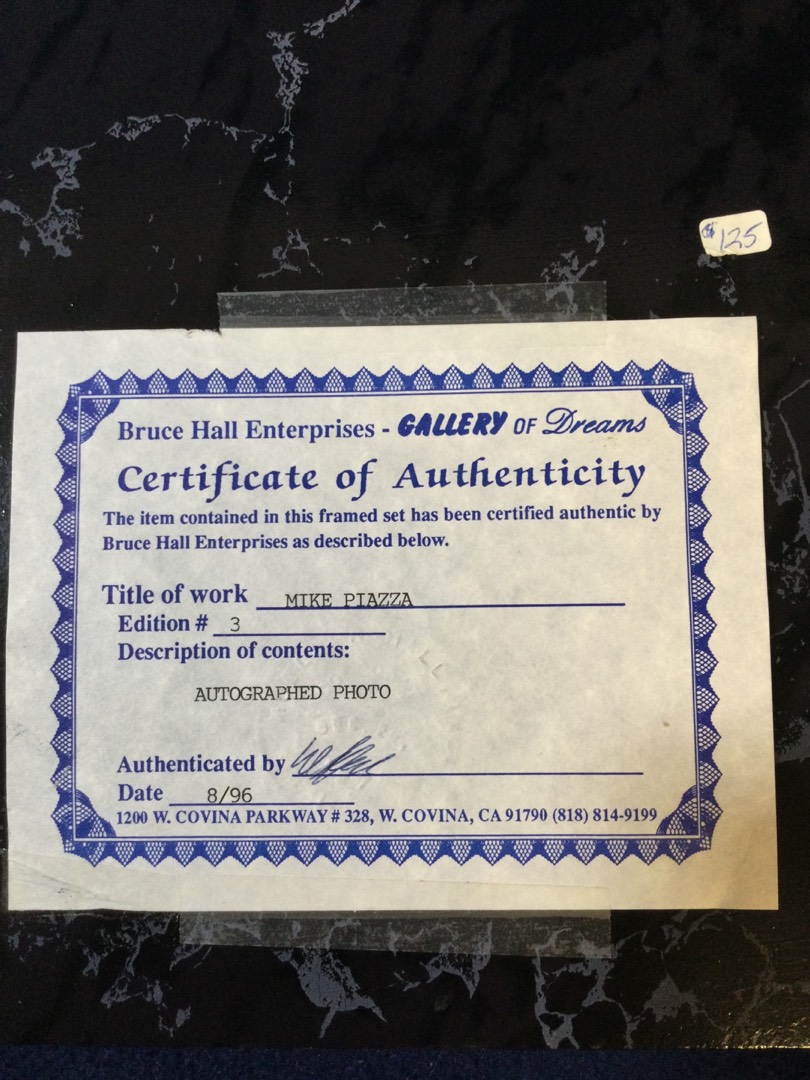 $125
Bruce Hall Enterprises - GALLERY OF Dreams
Certificate of Authenticity
The item contained in this framed set has been certified authentic by
Bruce Hall Enterprises as described below.
Title of work MIKE PIAZZA
Edition # 3
Description of contents:
AUTOGRAPHED PHOTO
Authenticated by
Date 8/96
1200 W. COVINA PARKWAY # 328, W. COVINA, CA 91790 (818) 814-9199